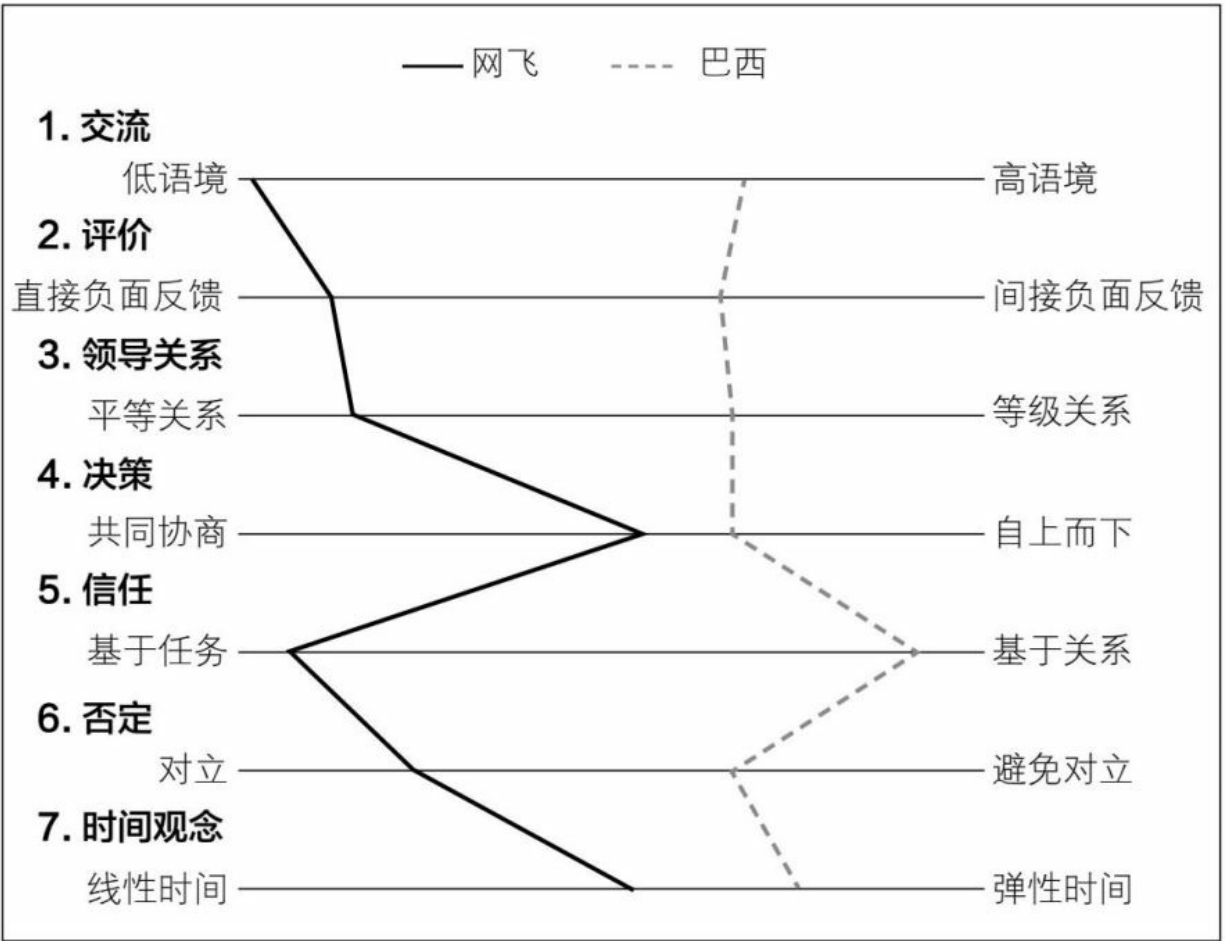 网飞 巴西
1. 交流
低语境 高语境
2. 评价
直接负面反馈 间接负面反馈
3. 领导关系
平等关系 等级关系
4. 决策
共同协商 自上而下
5. 信任
基于任务 基于关系
6. 否定
对立 避免对立
7. 时间观念
线性时间 弹性时间